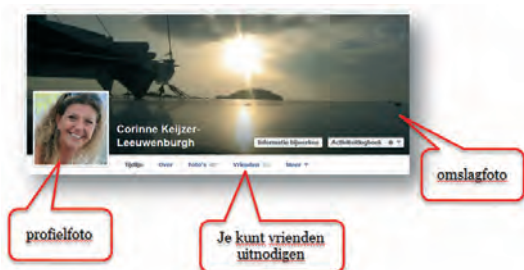 Corinne Keijzer-
Leeuwenburgh
Informatie bijwerken
Activiteitenlogboek
Tijdlijn Over Foto's Vrienden Meer
omslagfoto
profielfoto
Je kunt vrienden
uitnodigen